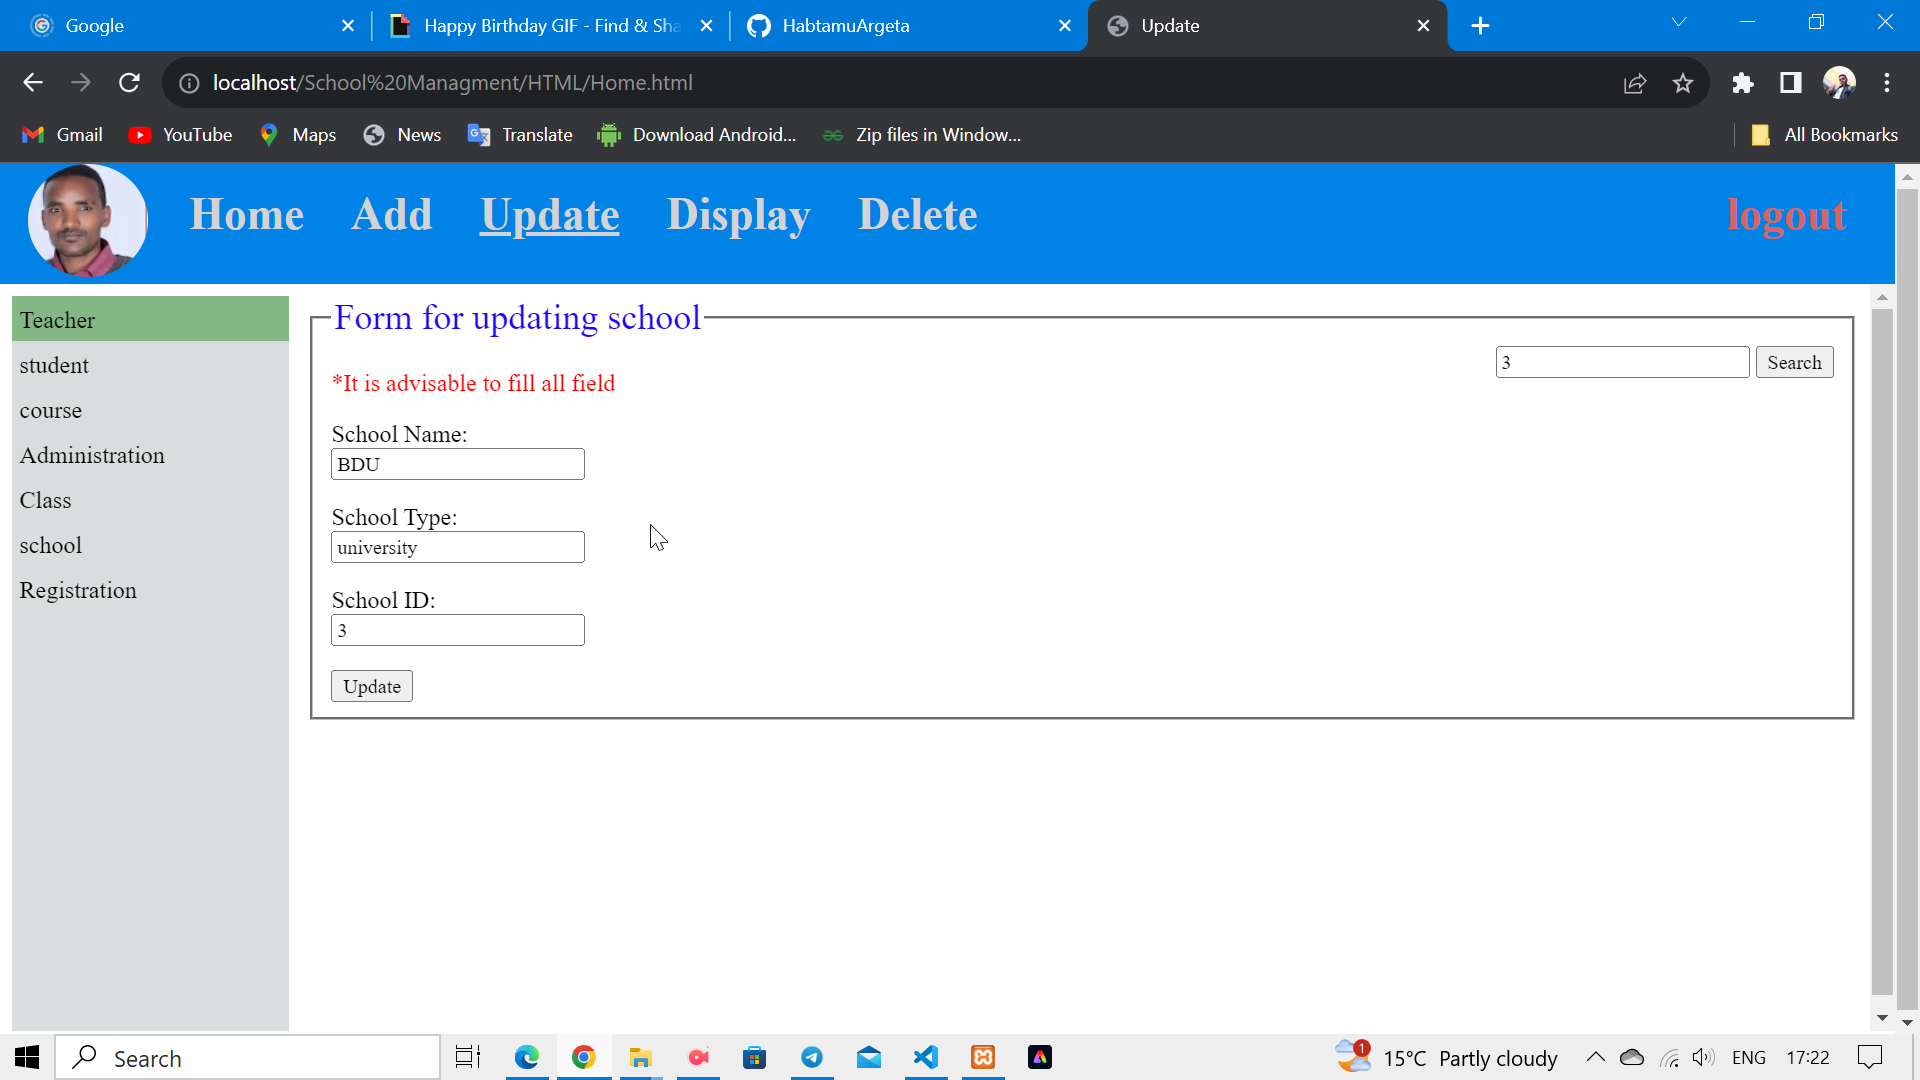 Google
Happy Birthday GIF - Find & Sha
HabtamuArgeta
Update
localhost/School%20Managment/HTML/Home.html
Gmail
YouTube
Maps
News
Translate
Download Android...
Zip files in Window...
All Bookmarks
Home
Add
Update
Display
Delete
logout
Teacher
student
course
Administration
Class
school
Registration
Form for updating school
3
Search
*It is advisable to fill all field
School Name:
BDU
School Type:
university
School ID:
3
Update
Search
1
15°C Partly cloudy
ENG
17:22